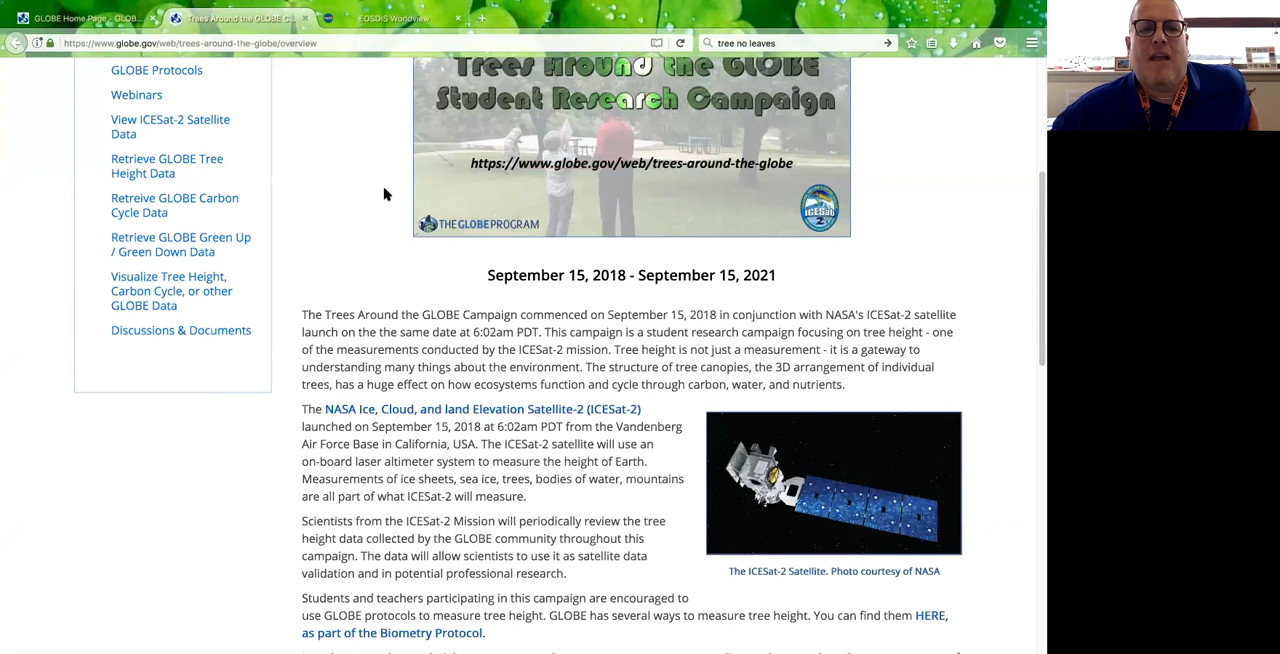 GLOBE Home Page - GLOB...
Trees Around the GLOBE C...
EOSDIS Worldview
https://www.globe.gov/web/trees-around-the-globe/overview
tree no leaves
GLOBE Protocols
Webinars
View ICESat-2 Satellite
Data
Retrieve GLOBE Tree
Height Data
Retreive GLOBE Carbon
Cycle Data
Retrieve GLOBE Green Up
/ Green Down Data
Visualize Tree Height,
Carbon Cycle, or other
GLOBE Data
Discussions & Documents
Trees Around the GLOBE
Student Research Campaign
https://www.globe.gov/web/trees-around-the-globe
THE GLOBE PROGRAM
ICESat
2
September 15, 2018 - September 15, 2021
The Trees Around the GLOBE Campaign commenced on September 15, 2018 in conjunction with NASA's ICESat-2 satellite
launch on the the same date at 6:02am PDT. This campaign is a student research campaign focusing on tree height - one
of the measurements conducted by the ICESat-2 mission. Tree height is not just a measurement - it is a gateway to
understanding many things about the environment. The structure of tree canopies, the 3D arrangement of individual
trees, has a huge effect on how ecosystems function and cycle through carbon, water, and nutrients.
The NASA Ice, Cloud, and land Elevation Satellite-2 (ICESat-2)
launched on September 15, 2018 at 6:02am PDT from the Vandenberg
Air Force Base in California, USA. The ICESat-2 satellite will use an
on-board laser altimeter system to measure the height of Earth.
Measurements of ice sheets, sea ice, trees, bodies of water, mountains
are all part of what ICESat-2 will measure.
The ICESat-2 Satellite. Photo courtesy of NASA
Scientists from the ICESat-2 Mission will periodically review the tree
height data collected by the GLOBE community throughout this
campaign. The data will allow scientists to use it as satellite data
validation and in potential professional research.
Students and teachers participating in this campaign are encouraged to
use GLOBE protocols to measure tree height. GLOBE has several ways to measure tree height. You can find them HERE,
as part of the Biometry Protocol.